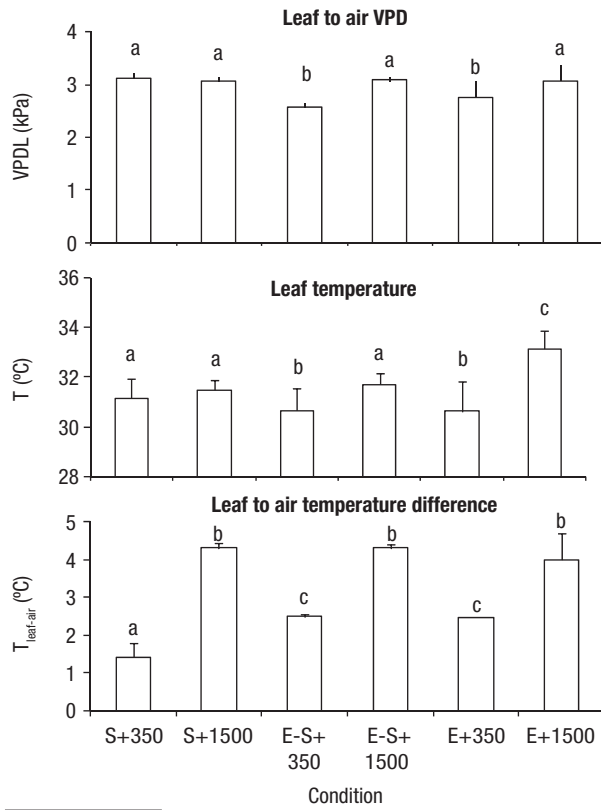 Leaf to air VPD
4
3
2
1
0
VPDL (kPa)
a
a
b
a
b
a
Leaf temperature
36
34
32
30
28
T (ºC)
a
a
b
a
b
c
Leaf to air temperature difference
5
4
3
2
1
0
Tleaf-air (ºC)
a
b
c
b
c
b
S+350 S+1500 E-S+ E-S+ E+350 E+1500
350 1500
Condition